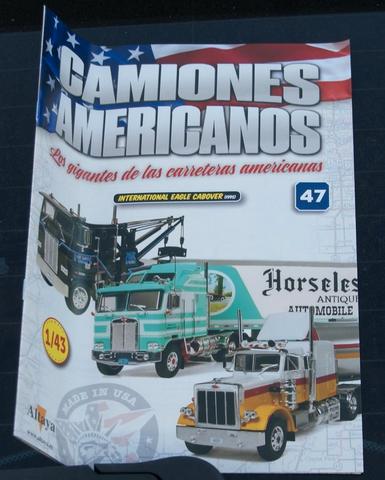 CAMIONES
AMERICANOS
Los gigantes de las carreteras americanas
INTERNATIONAL EAGLE CABOVER (1991)
47
Horseles
ANTIQUE
AUTOMOBILE
1/43
MADE IN USA
Altaya